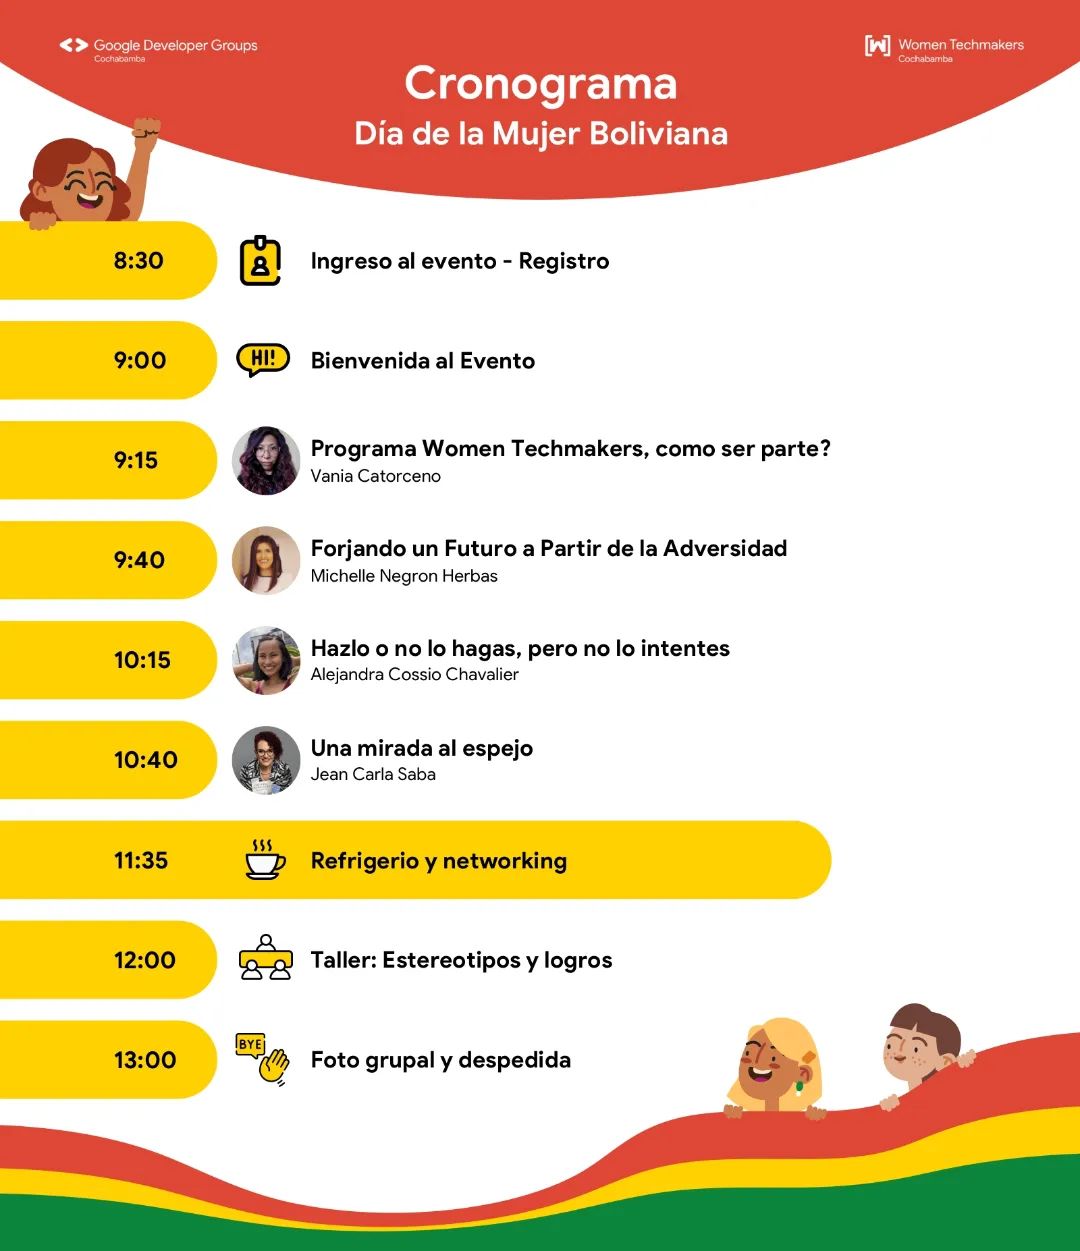 Google Developer Groups
Cochabamba
Women Techmakers
Cochabamba
Cronograma
Día de la Mujer Boliviana
8:30
Ingreso al evento - Registro
9:00
HI!
Bienvenida al Evento
9:15
Programa Women Techmakers, como ser parte?
Vania Catorceno
9:40
Forjando un Futuro a Partir de la Adversidad
Michelle Negron Herbas
10:15
Hazlo o no lo hagas, pero no lo intentes
Alejandra Cossio Chavalier
10:40
Una mirada al espejo
Jean Carla Saba
11:35
Refrigerio y networking
12:00
Taller: Estereotipos y logros
13:00
BYE
Foto grupal y despedida